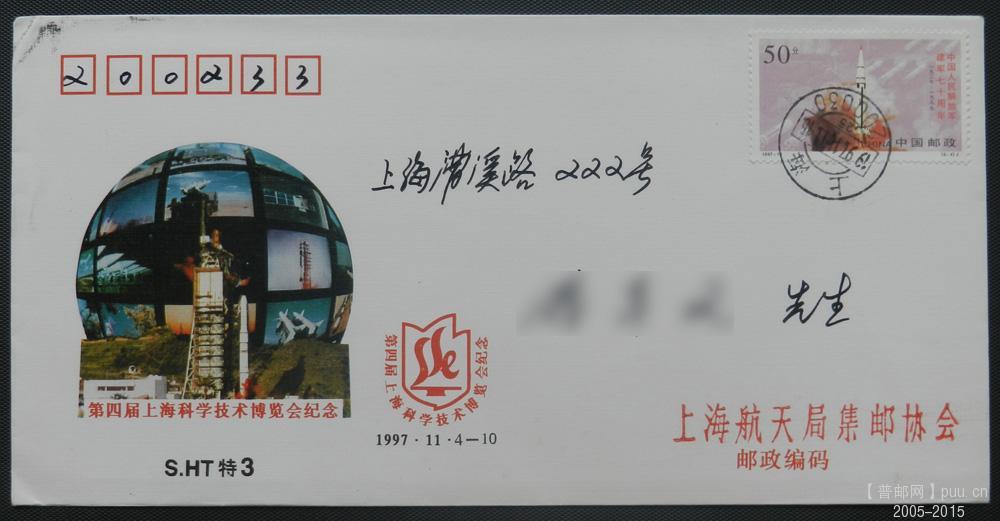 200233
50分
中国人民解放军
建军七十周年
中国邮政
上海漕溪路 222号
先生
第四届上海科学技术博览会纪念
S.HT特3
第四届上海科学技术博览会纪念
1997·11·4—10
上海
上海航天局集邮协会
邮政编码
【普邮网】puu.cn
2005-2015